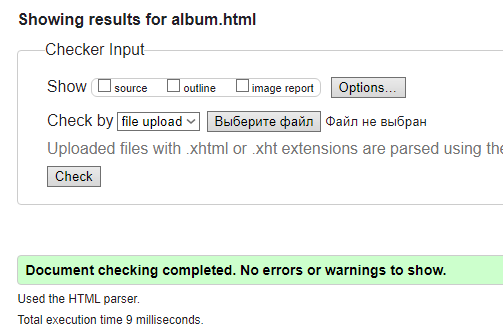 Showing results for album.html
Checker Input
Show source outline image report Options...
Check by file upload Выберите файл Файл не выбран
Uploaded files with .xhtml or .xht extensions are parsed using the
Check
Document checking completed. No errors or warnings to show.
Used the HTML parser.
Total execution time 9 milliseconds.